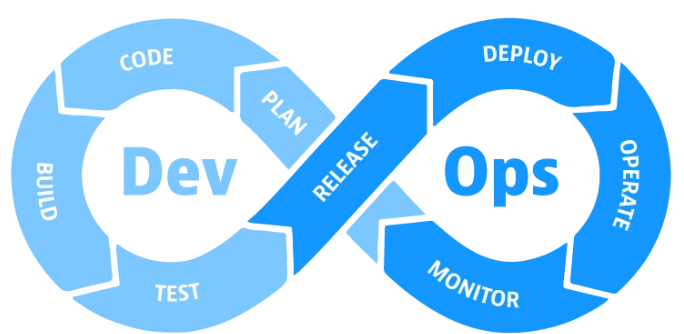 CODE
PLAN
DEPLOY
BUILD
Dev
RELEASE
Ops
OPERATE
TEST
MONITOR